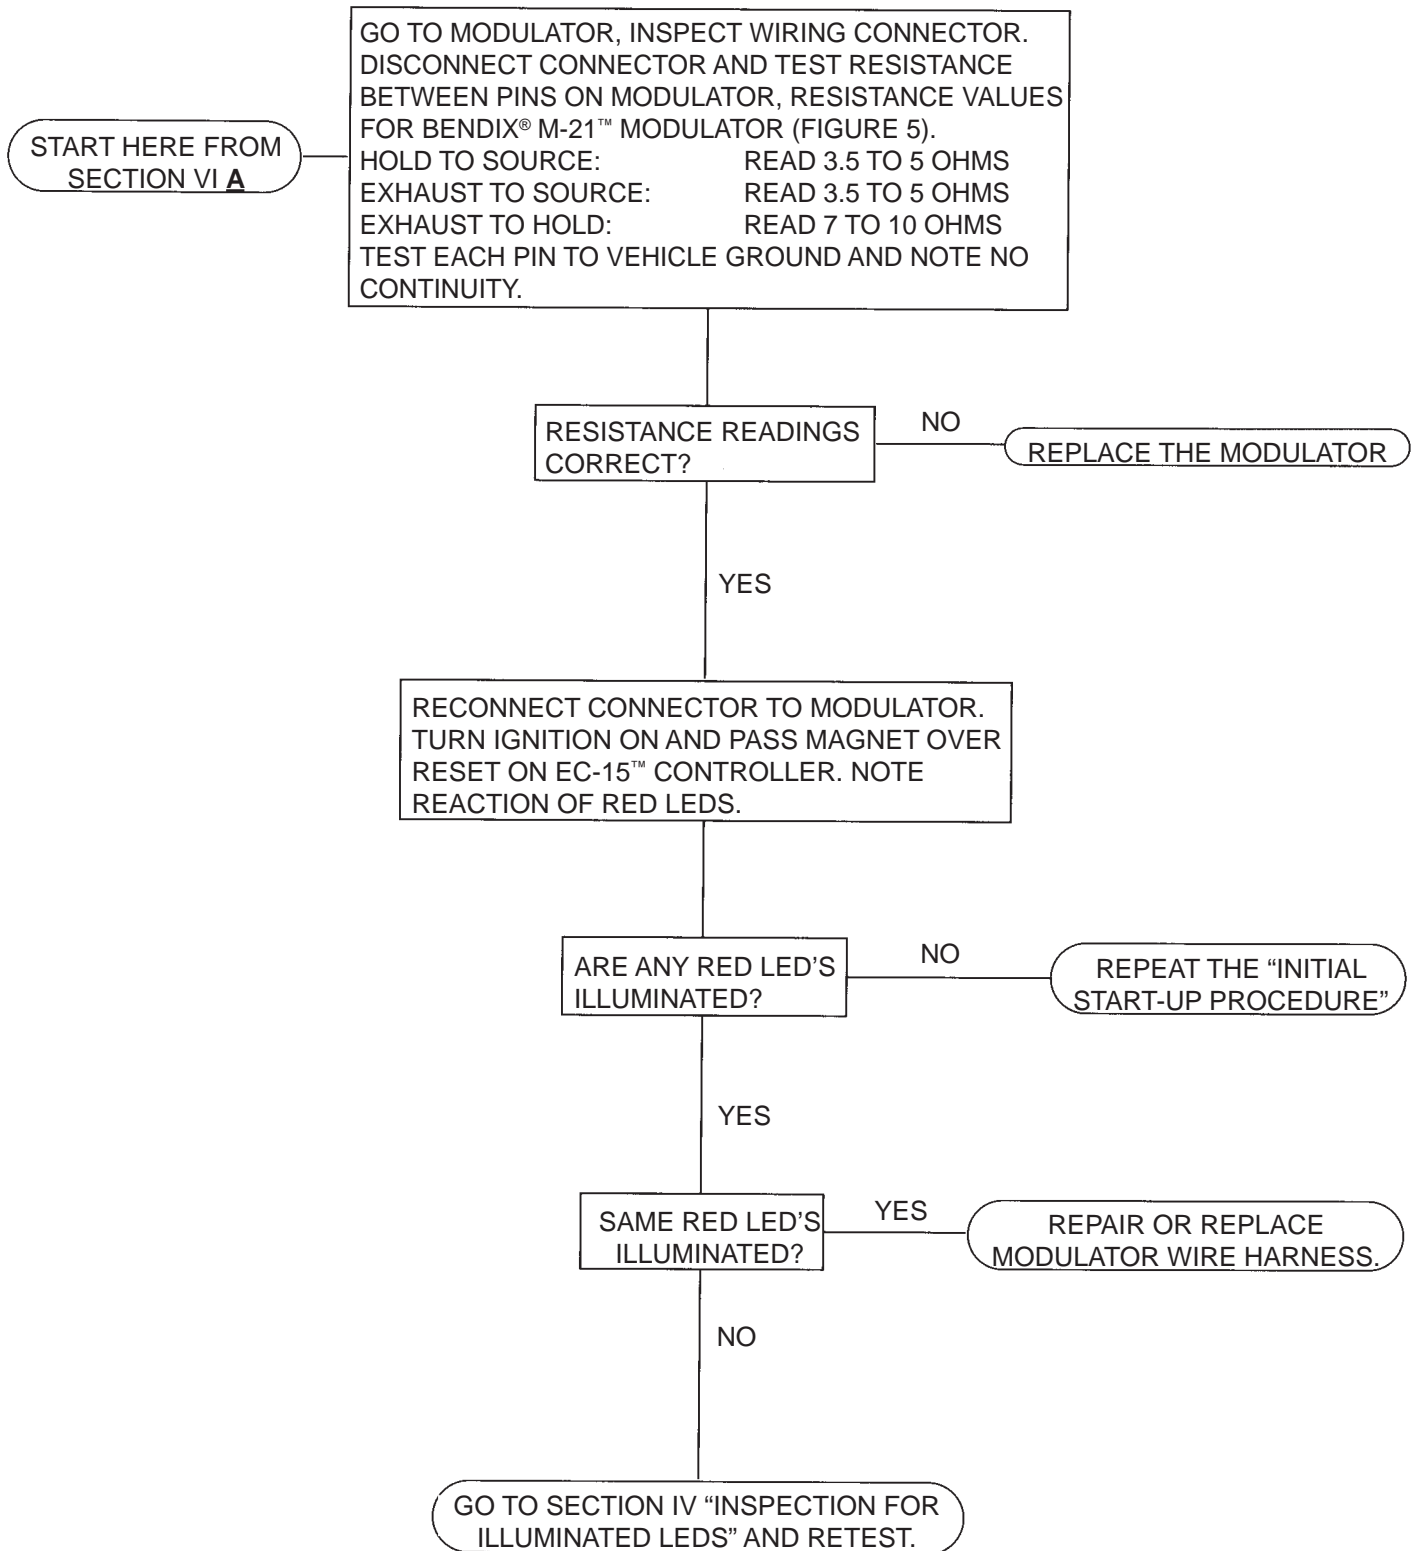 START HERE FROM
SECTION VI A
GO TO MODULATOR, INSPECT WIRING CONNECTOR.
DISCONNECT CONNECTOR AND TEST RESISTANCE
BETWEEN PINS ON MODULATOR, RESISTANCE VALUES
FOR BENDIX® M-21™ MODULATOR (FIGURE 5).
HOLD TO SOURCE: READ 3.5 TO 5 OHMS
EXHAUST TO SOURCE: READ 3.5 TO 5 OHMS
EXHAUST TO HOLD: READ 7 TO 10 OHMS
TEST EACH PIN TO VEHICLE GROUND AND NOTE NO
CONTINUITY.
RESISTANCE READINGS
CORRECT?
NO
REPLACE THE MODULATOR
YES
RECONNECT CONNECTOR TO MODULATOR.
TURN IGNITION ON AND PASS MAGNET OVER
RESET ON EC-15™ CONTROLLER. NOTE
REACTION OF RED LEDS.
ARE ANY RED LED'S
ILLUMINATED?
NO
REPEAT THE “INITIAL
START-UP PROCEDURE”
YES
SAME RED LED'S
ILLUMINATED?
YES
REPAIR OR REPLACE
MODULATOR WIRE HARNESS.
NO
GO TO SECTION IV “INSPECTION FOR
ILLUMINATED LEDS” AND RETEST.